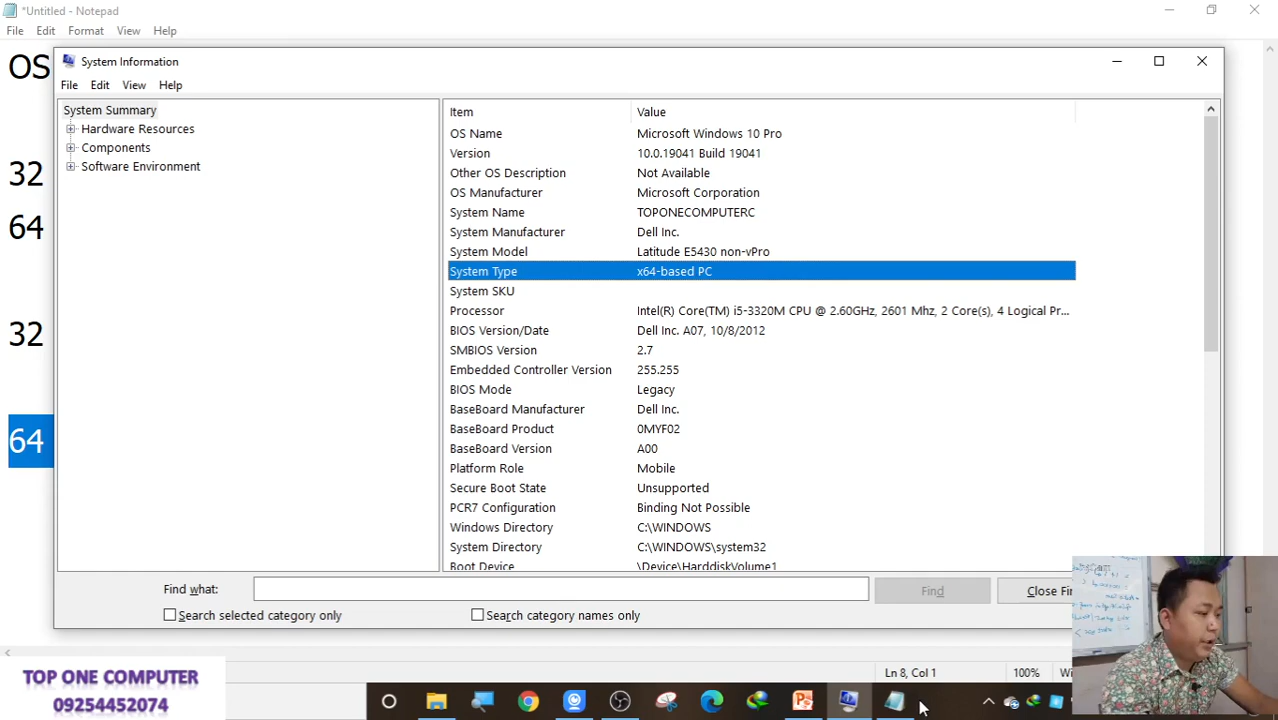 *Untitled - Notepad
File Edit Format View Help
OS
32
64
32
64
System Information
File Edit View Help
System Summary
Hardware Resources
Components
Software Environment
Item Value
OS Name Microsoft Windows 10 Pro
Version 10.0.19041 Build 19041
Other OS Description Not Available
OS Manufacturer Microsoft Corporation
System Name TOPONECOMPUTERC
System Manufacturer Dell Inc.
System Model Latitude E5430 non-vPro
System Type x64-based PC
System SKU
Processor Intel(R) Core(TM) i5-3320M CPU @ 2.60GHz, 2601 Mhz, 2 Core(s), 4 Logical Pr...
BIOS Version/Date Dell Inc. A07, 10/8/2012
SMBIOS Version 2.7
Embedded Controller Version 255.255
BIOS Mode Legacy
BaseBoard Manufacturer Dell Inc.
BaseBoard Product 0MYF02
BaseBoard Version A00
Platform Role Mobile
Secure Boot State Unsupported
PCR7 Configuration Binding Not Possible
Windows Directory C:\WINDOWS
System Directory C:\WINDOWS\system32
Boot Device \Device\HarddiskVolume1
Find what: Find Close Fi
Search selected category only Search category names only
Ln 8, Col 1 100% Wi
TOP ONE COMPUTER
09254452074